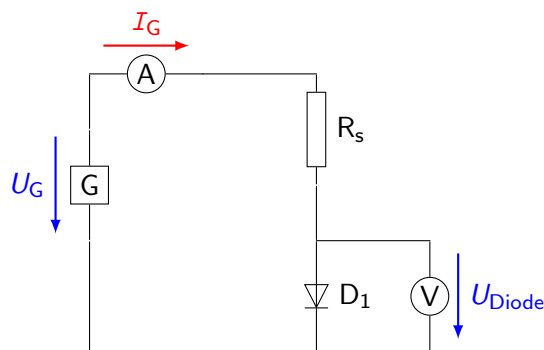 I_G
A
R_s
U_G
G
D_1
V
U_Diode